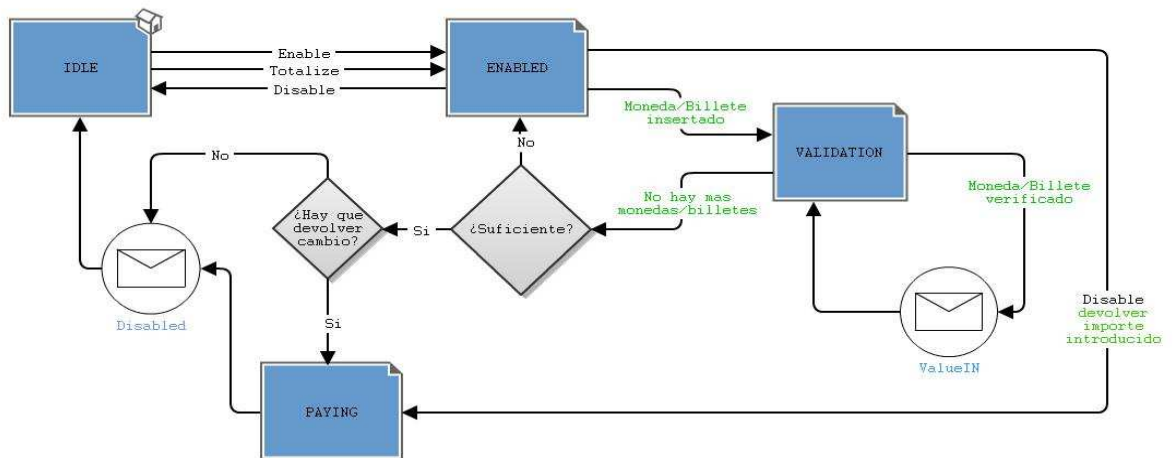 IDLE
Enable
Totalize
Disable
ENABLED
Moneda/Billete
insertado
VALIDATION
No
No
¿Hay que
devolver
cambio?
Si
¿Suficiente?
No hay mas
monedas/billetes
Moneda/Billete
verificado
Disabled
Si
ValueIN
Disable
devolver
importe
introducido
PAYING